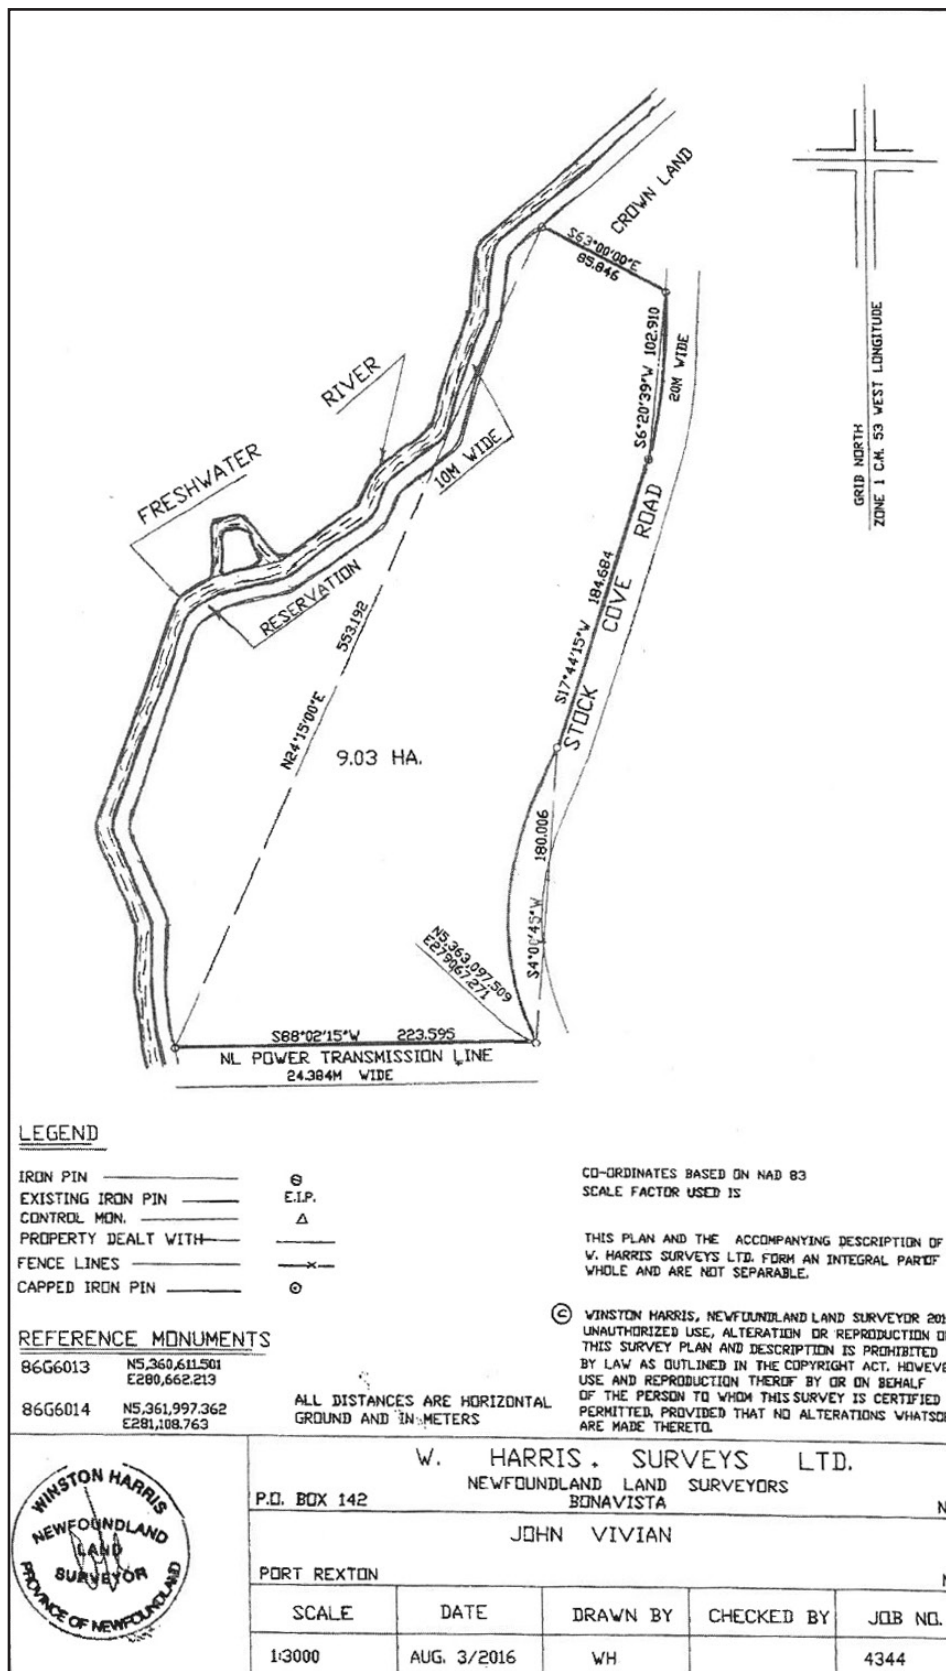 CROWN LAND
S63°00'00"E
85.846
RIVER
FRESHWATER
10M WIDE
RESERVATION
S6°20'39"W 102.910
20M WIDE
GRID NORTH
ZONE 1 C.M. 53 WEST LONGITUDE
553.192
N24°15'00"E
9.03 HA.
S17°44'15"W 184.684
STOCK COVE ROAD
180.006
N5,363,097.509
E279067.271
S88°02'15"W 223.595
NL POWER TRANSMISSION LINE
24.384M WIDE
LEGEND
IRON PIN
EXISTING IRON PIN E.I.P.
CONTROL MON.
PROPERTY DEALT WITH
FENCE LINES
CAPPED IRON PIN
CO-ORDINATES BASED ON NAD 83
SCALE FACTOR USED IS
THIS PLAN AND THE ACCOMPANYING DESCRIPTION OF
W. HARRIS SURVEYS LTD. FORM AN INTEGRAL PART OF
WHOLE AND ARE NOT SEPARABLE.
© WINSTON HARRIS, NEWFOUNDLAND LAND SURVEYOR
UNAUTHORIZED USE, ALTERATION OR REPRODUCTION
THIS SURVEY PLAN AND DESCRIPTION IS PROHIBITED
BY LAW AS OUTLINED IN THE COPYRIGHT ACT. HOWEVE
USE AND REPRODUCTION THEREOF BY OR ON BEHALF
OF THE PERSON TO WHOM THIS SURVEY IS CERTIFIED
PERMITTED, PROVIDED THAT NO ALTERATIONS WHATSOE
ARE MADE THERETO.
REFERENCE MONUMENTS
86G6013 N5,360,611.501
E280,662.213
86G6014 N5,361,997.362
E281,108.763
ALL DISTANCES ARE HORIZONTAL
GROUND AND IN METERS
WINSTON HARRIS
NEWFOUNDLAND
LAND
SURVEYOR
PROVINCE OF NEWFOUNDLAND
W. HARRIS. SURVEYS LTD.
NEWFOUNDLAND LAND SURVEYORS
P.O. BOX 142 BONAVISTA
JOHN VIVIAN
PORT REXTON
SCALE DATE DRAWN BY CHECKED BY JOB NO.
1:3000 AUG. 3/2016 WH 4344